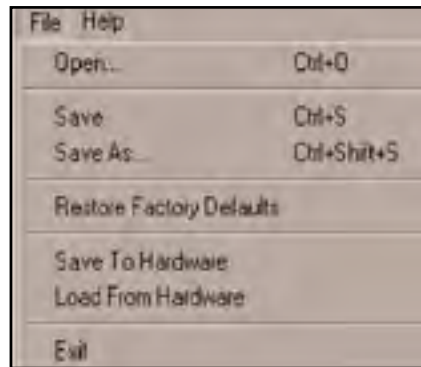 File Help
Open... Ctrl+O
Save Ctrl+S
Save As... Ctrl+Shift+S
Restore Factory Defaults
Save To Hardware
Load From Hardware
Exit